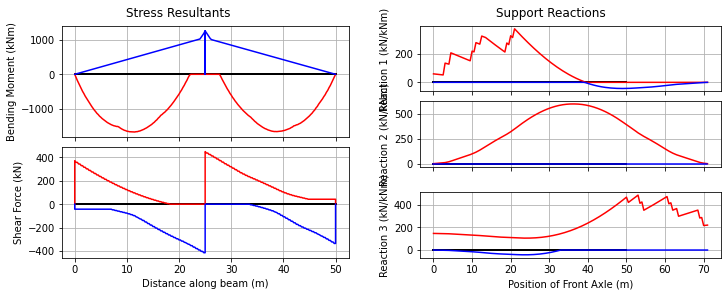 Stress Resultants
Bending Moment (kNm)
1000
0
−1000
Shear Force (kN)
400
200
0
−200
−400
0 10 20 30 40 50
Distance along beam (m)
Support Reactions
Reaction 1 (kN/kNm)
200
0
Reaction 2 (kN/kNm)
500
250
0
Reaction 3 (kN/kNm)
400
200
0
0 10 20 30 40 50 60 70
Position of Front Axle (m)